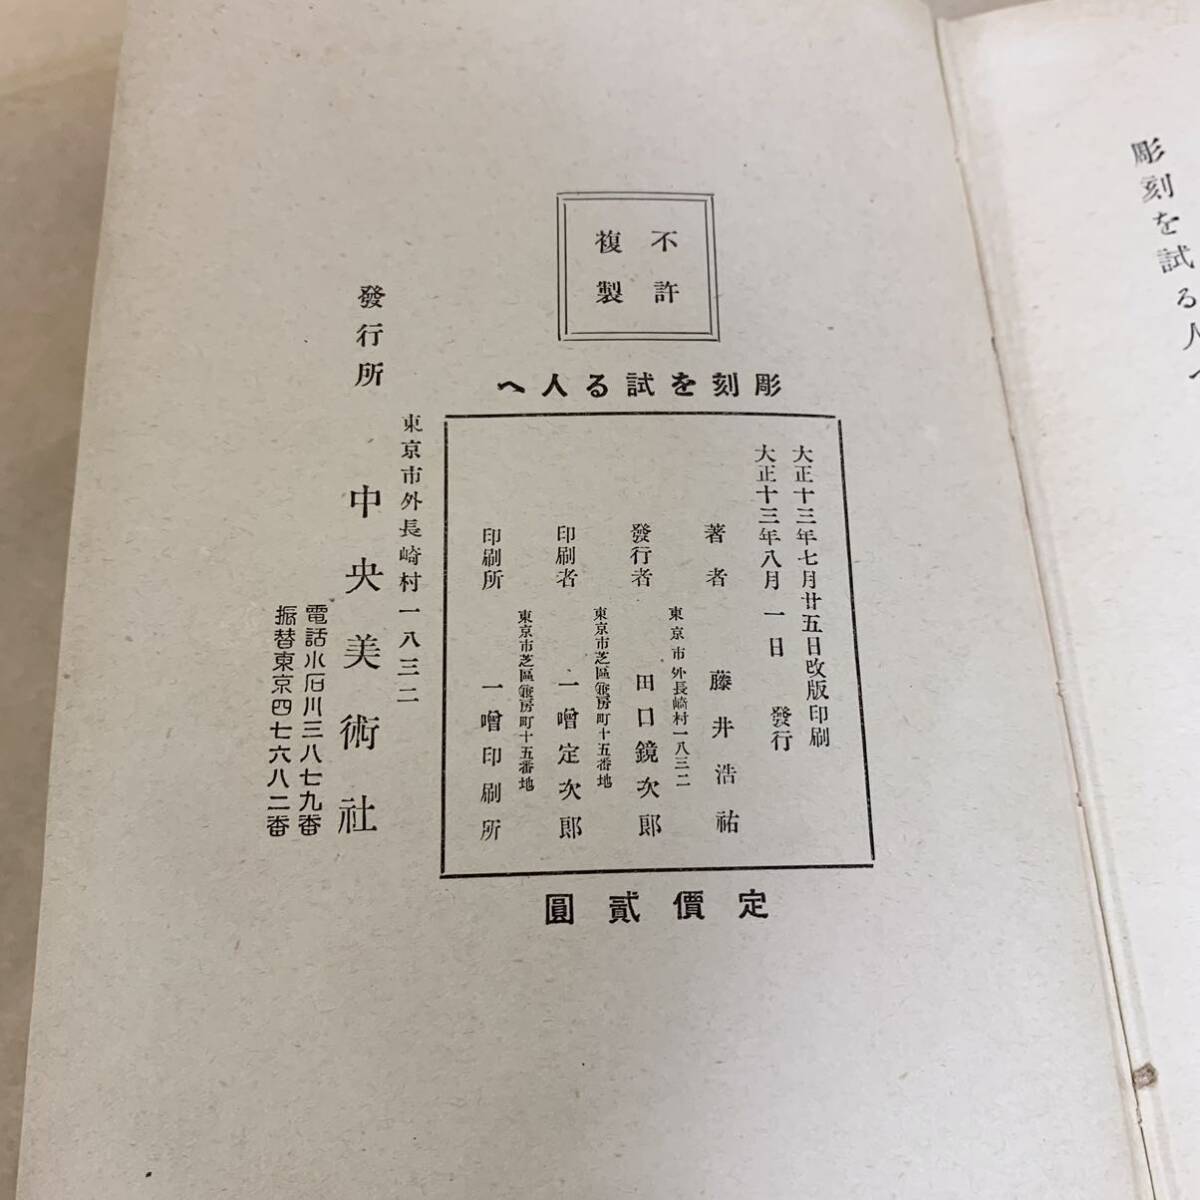 彫刻を試る人へ
不許
複製
彫刻を試る人へ
大正十三年七月廿五日改版印刷
大正十三年八月一日發行
著者 藤井浩祐
東京市外長崎村一八三二
發行者 田口鏡次郎
東京市芝區兼房町十五番地
印刷者 一噌定次郎
東京市芝區兼房町十五番地
印刷所 一噌印刷所
定價貳圓
東京市外長崎村一八三二
發行所 中央美術社
電話小石川三八七九番
振替東京四七六八二番